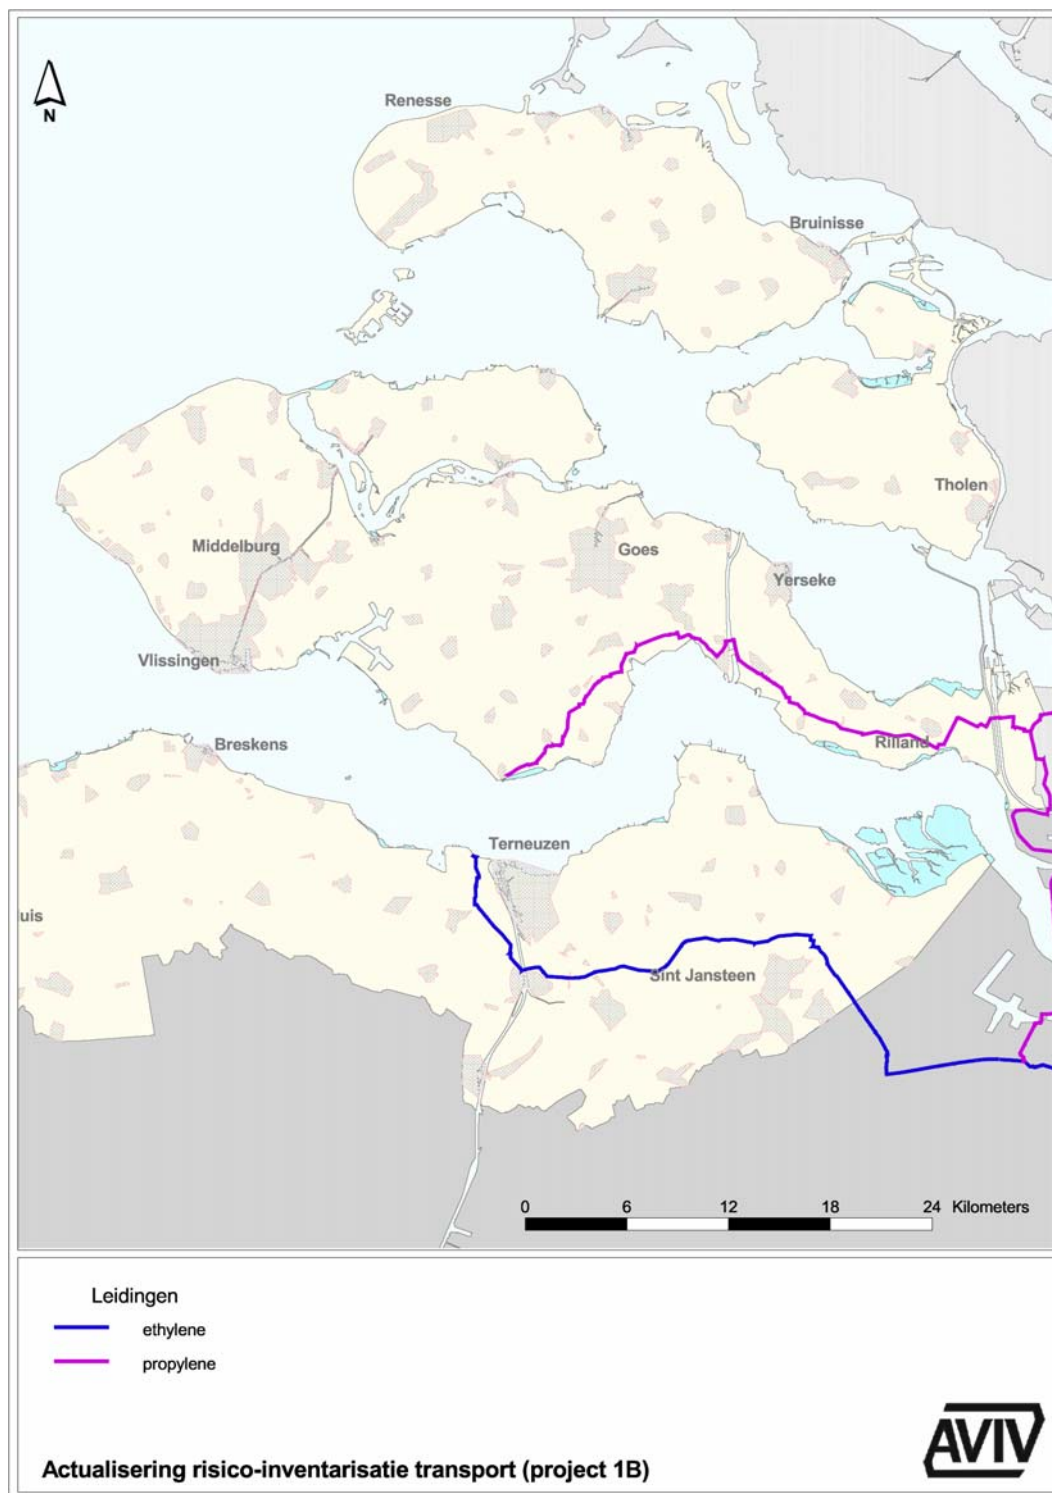 N
Renesse
Bruinisse
Tholen
Middelburg
Goes
Yerseke
Vlissingen
Rilland
Breskens
Terneuzen
luis
Sint Jansteen
0 6 12 18 24 Kilometers
Leidingen
ethylene
propylene
AVIV
Actualisering risico-inventarisatie transport (project 1B)